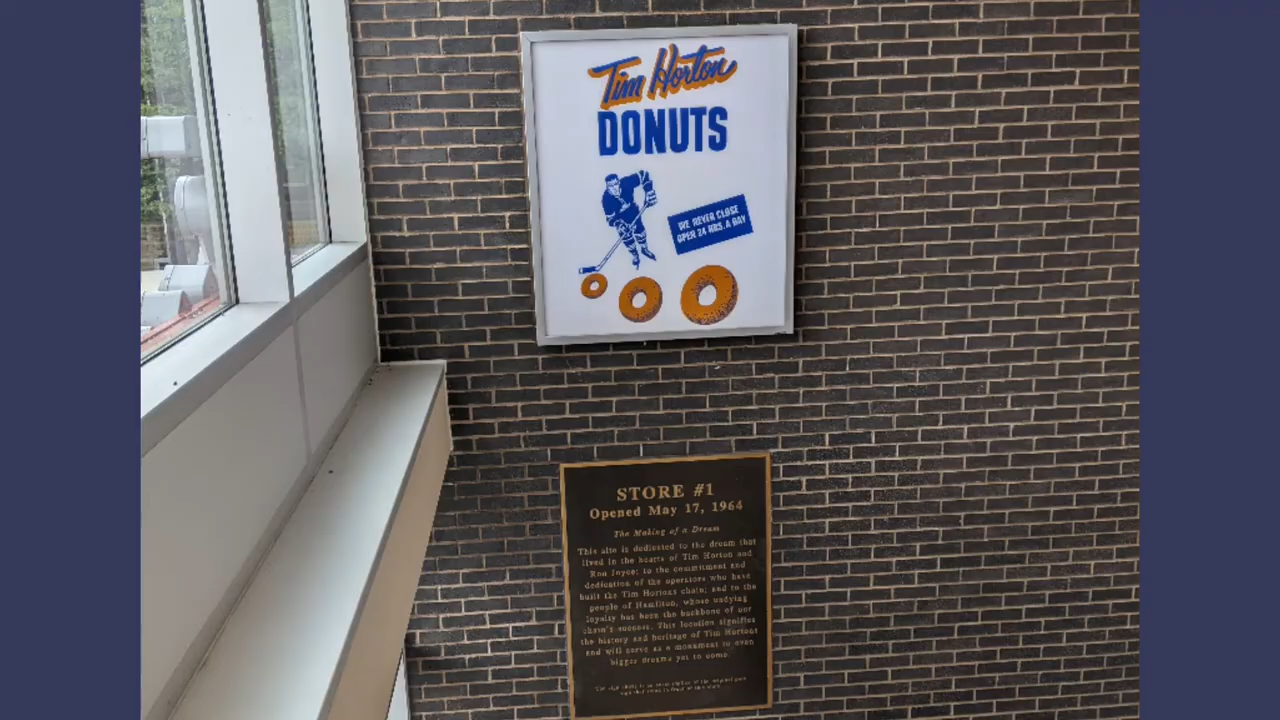 Tim Horton
DONUTS
WE NEVER CLOSE
OPEN 24 HRS. A DAY
STORE #1
Opened May 17, 1964
The Making of a Dream
This site is dedicated to the dream that
lived in the hearts of Tim Horton and
Ron Joyce; to the commitment and
dedication of the operators who have
built the Tim Hortons chain; and to the
people of Hamilton, whose undying
loyalty has been the backbone of our
chain's success. This location signifies
the history and heritage of Tim Hortons
and will serve as a monument to even
bigger dreams yet to come.